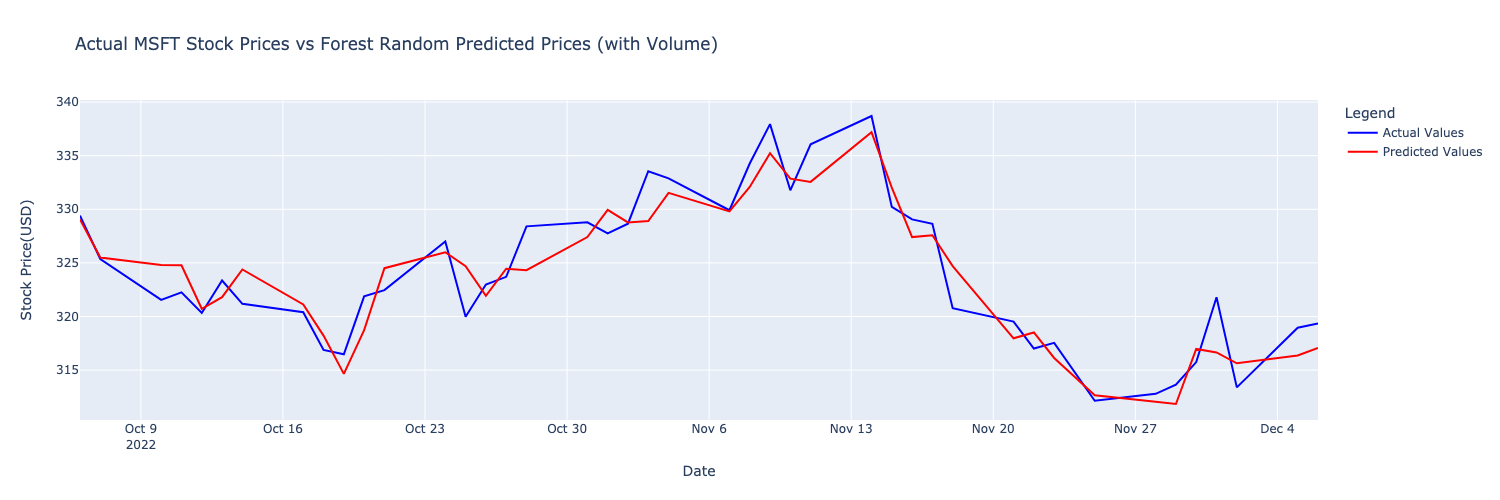 Actual MSFT Stock Prices vs Forest Random Predicted Prices (with Volume)
Legend
Actual Values
Predicted Values
Stock Price(USD)
340
335
330
325
320
315
Oct 9
2022
Oct 16
Oct 23
Oct 30
Nov 6
Nov 13
Nov 20
Nov 27
Dec 4
Date